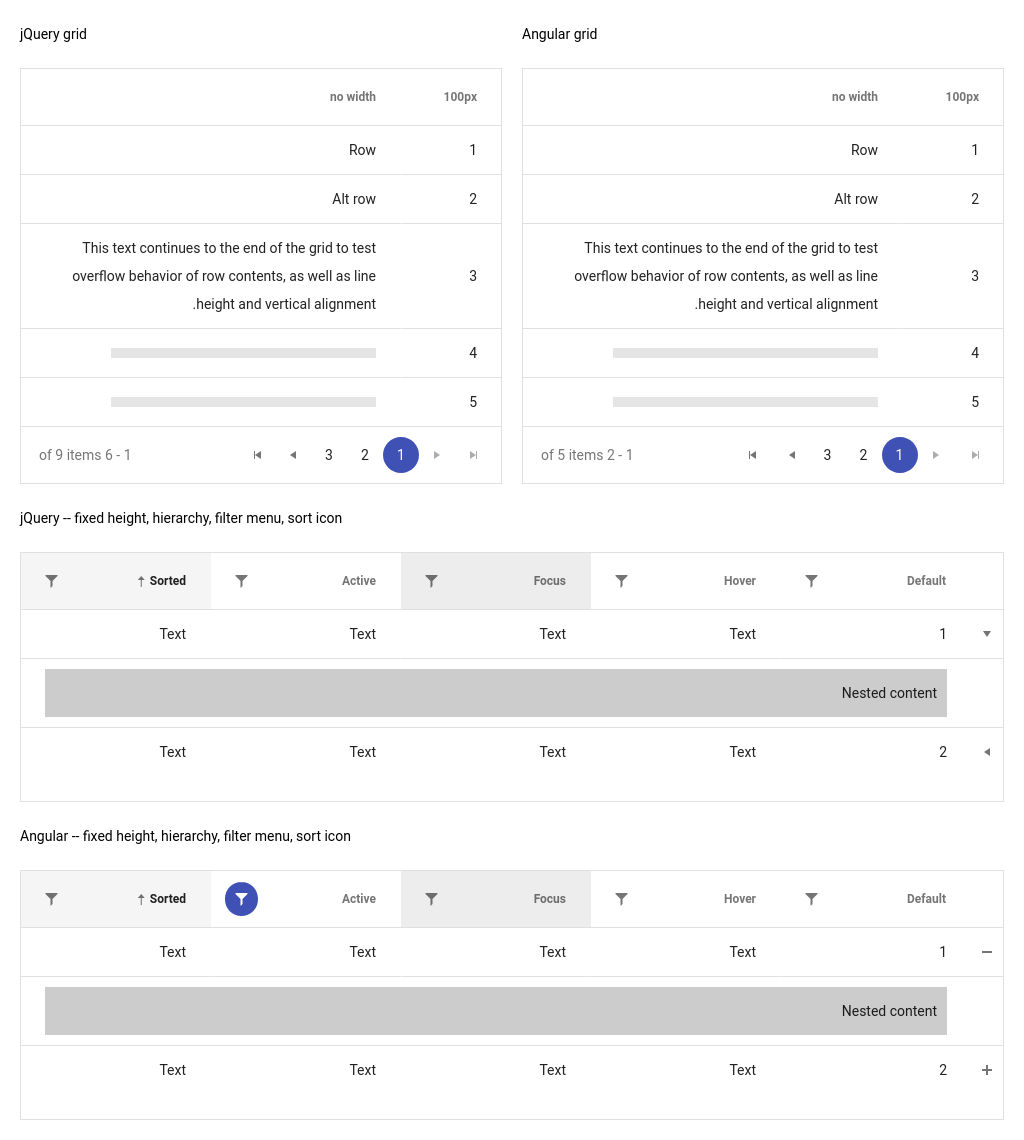 jQuery grid
Angular grid
no width 100px
Row 1
Alt row 2
This text continues to the end of the grid to test
overflow behavior of row contents, as well as line
.height and vertical alignment
3
4
5
of 9 items 6 - 1 3 2 1
no width 100px
Row 1
Alt row 2
This text continues to the end of the grid to test
overflow behavior of row contents, as well as line
.height and vertical alignment
3
4
5
of 5 items 2 - 1 3 2 1
jQuery -- fixed height, hierarchy, filter menu, sort icon
Sorted Active Focus Hover Default
Text Text Text Text 1
Nested content
Text Text Text Text 2
Angular -- fixed height, hierarchy, filter menu, sort icon
Sorted Active Focus Hover Default
Text Text Text Text 1
Nested content
Text Text Text Text 2